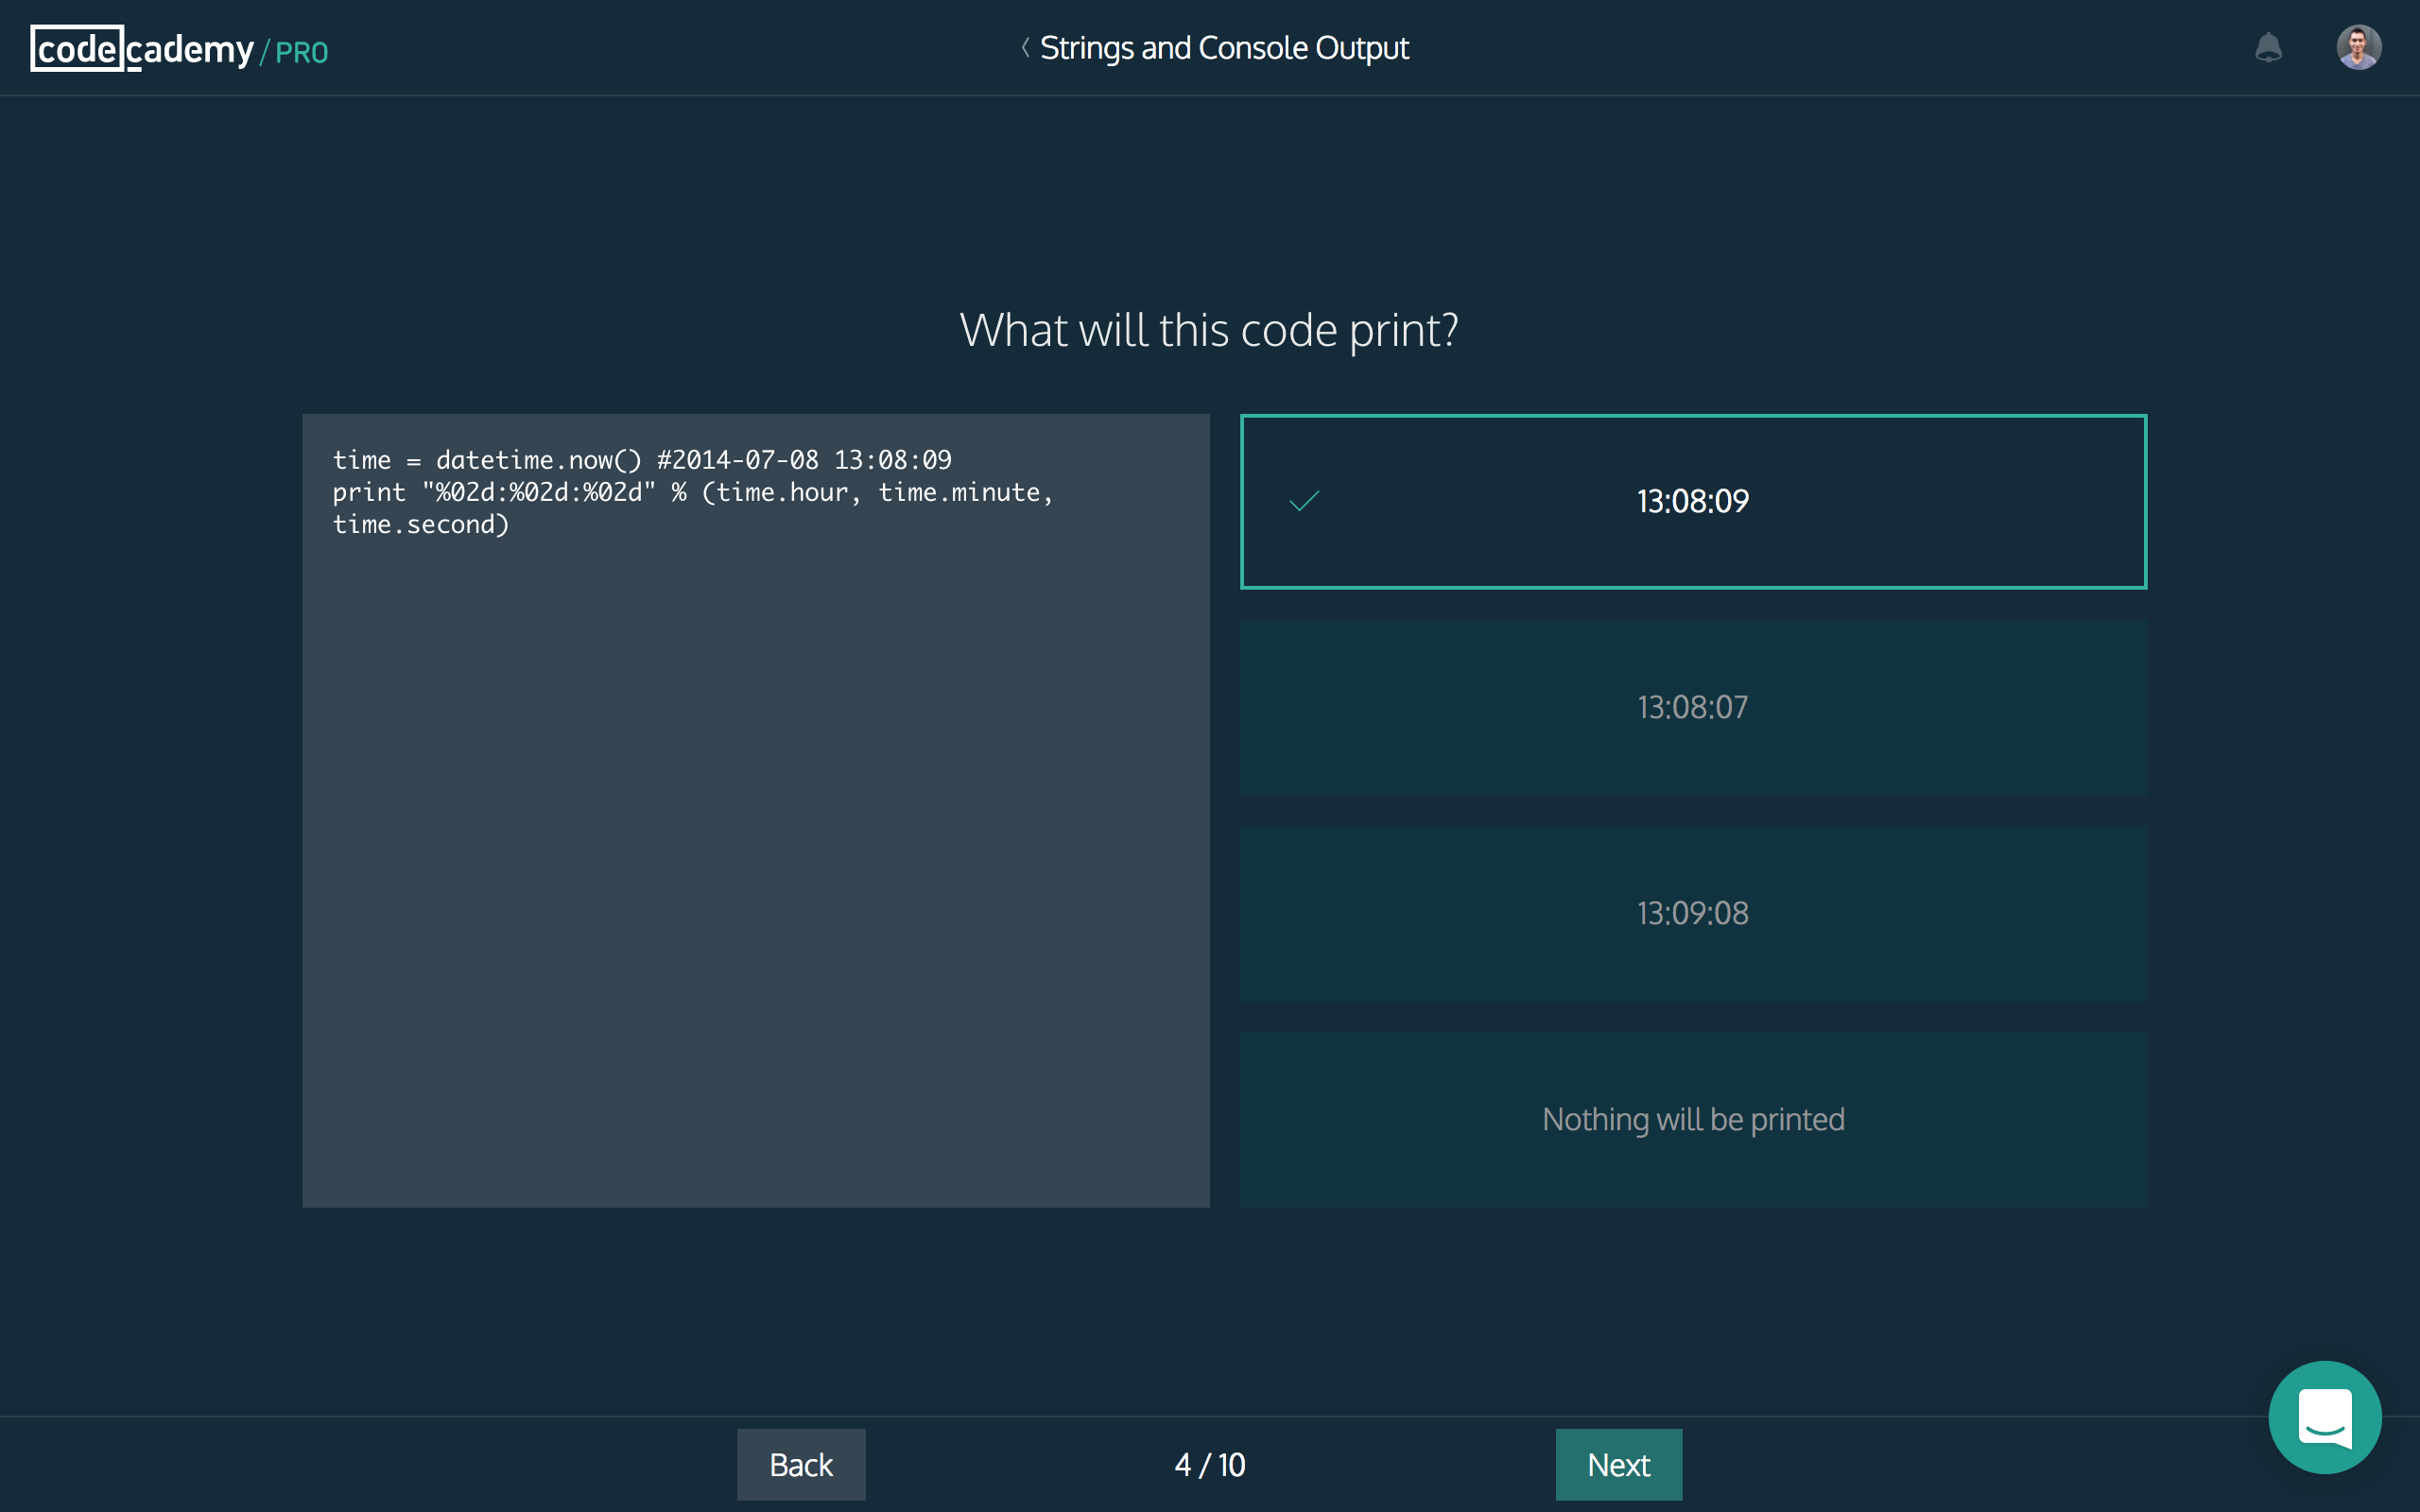 codecademy/PRO
Strings and Console Output
What will this code print?
time = datetime.now() #2014-07-08 13:08:09
print "%02d:%02d:%02d" % (time.hour, time.minute,
time.second)
13:08:09
13:08:07
13:09:08
Nothing will be printed
Back
4 / 10
Next